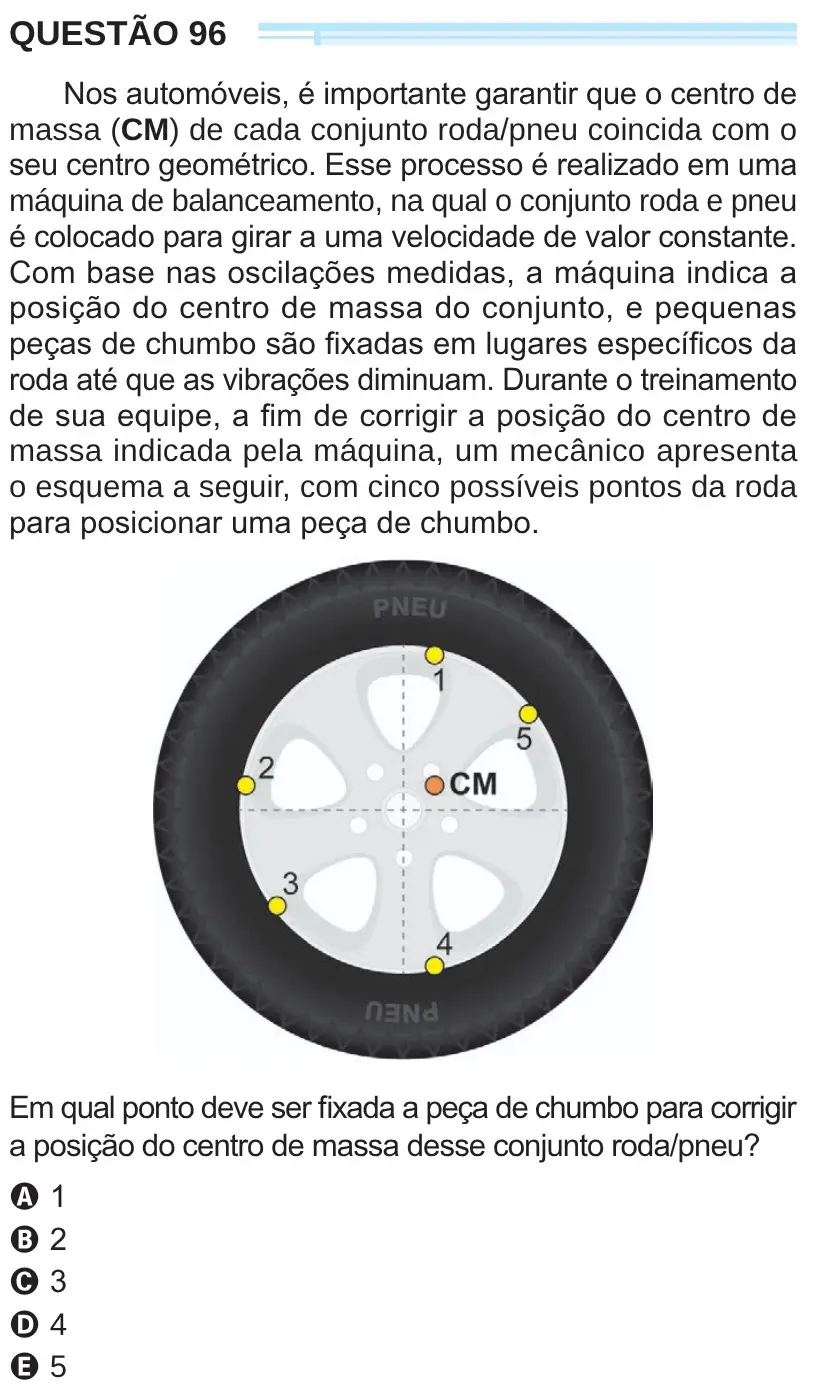 QUESTÃO 96
Nos automóveis, é importante garantir que o centro de
massa (CM) de cada conjunto roda/pneu coincida com o
seu centro geométrico. Esse processo é realizado em uma
máquina de balanceamento, na qual o conjunto roda e pneu
é colocado para girar a uma velocidade de valor constante.
Com base nas oscilações medidas, a máquina indica a
posição do centro de massa do conjunto, e pequenas
peças de chumbo são fixadas em lugares específicos da
roda até que as vibrações diminuam. Durante o treinamento
de sua equipe, a fim de corrigir a posição do centro de
massa indicada pela máquina, um mecânico apresenta
o esquema a seguir, com cinco possíveis pontos da roda
para posicionar uma peça de chumbo.
PNEU
1
5
2
CM
3
4
PNEU
Em qual ponto deve ser fixada a peça de chumbo para corrigir
a posição do centro de massa desse conjunto roda/pneu?
A 1
B 2
C 3
D 4
E 5